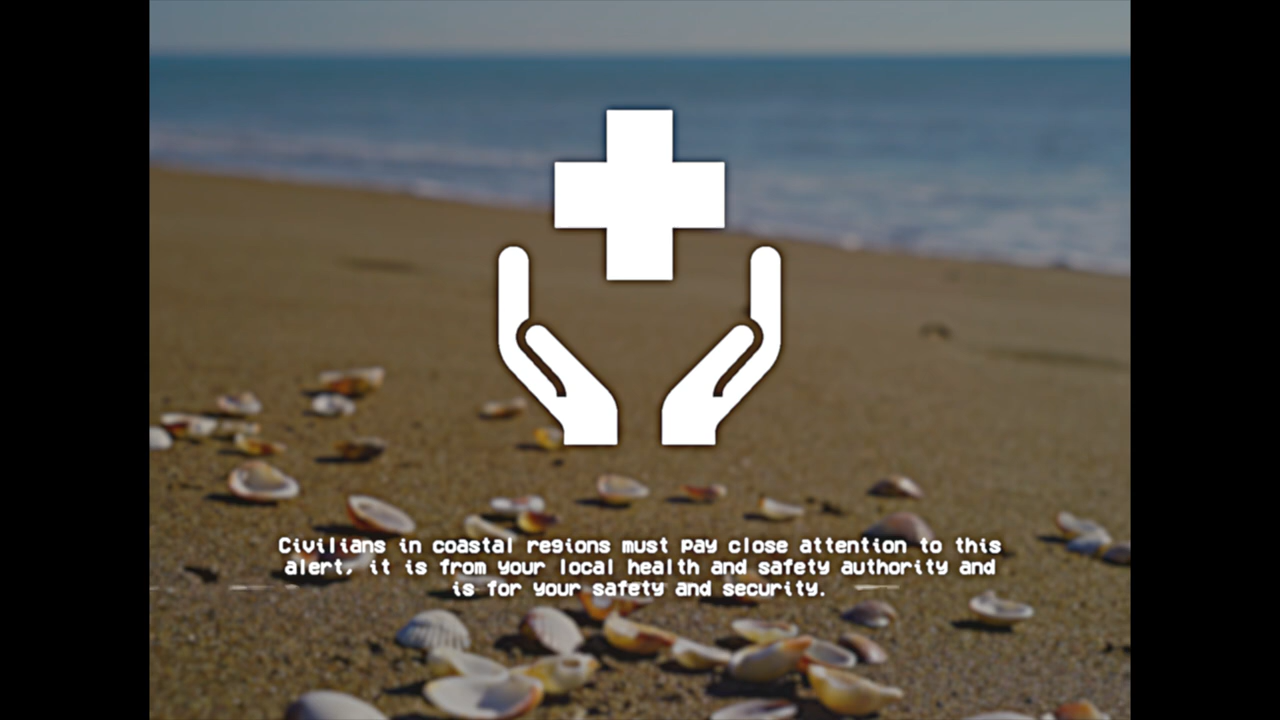 Civilians in coastal regions must pay close attention to this
alert, it is from your local health and safety authority and
is for your safety and security.